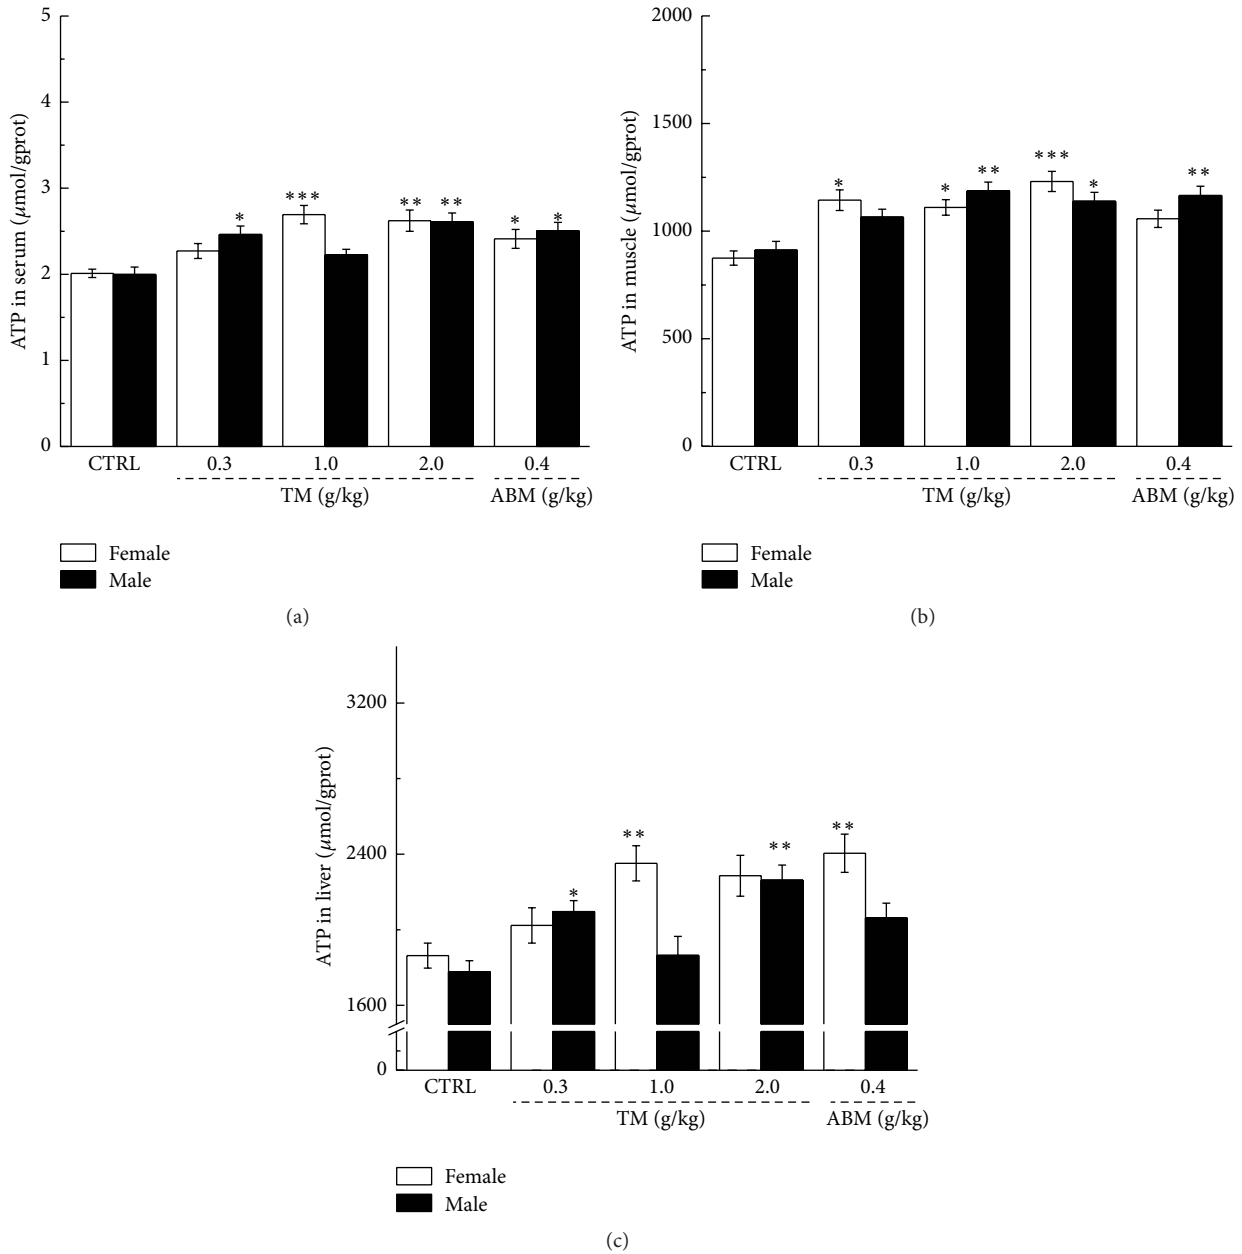 5
4
3
2
1
0
ATP in serum (μmol/gprot)
*
***
** **
* *
CTRL 0.3 1.0 2.0 0.4
TM (g/kg) ABM (g/kg)
Female
Male
(a)
2000
1500
1000
500
0
ATP in muscle (μmol/gprot)
*
* **
*** *
**
CTRL 0.3 1.0 2.0 0.4
TM (g/kg) ABM (g/kg)
Female
Male
(b)
3200
2400
1600
0
ATP in liver (μmol/gprot)
*
**
**
**
CTRL 0.3 1.0 2.0 0.4
TM (g/kg) ABM (g/kg)
Female
Male
(c)